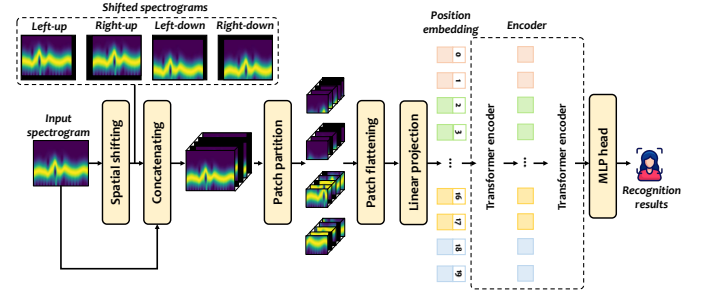 Shifted spectrograms
Left-up
Right-up
Left-down
Right-down
Input
spectrogram
Spatial shifting
Concatenating
Patch partition
Patch flattening
Linear projection
Position
embedding
0
1
2
3
...
16
17
18
19
Encoder
Transformer encoder
...
Transformer encoder
MLP head
Recognition
results